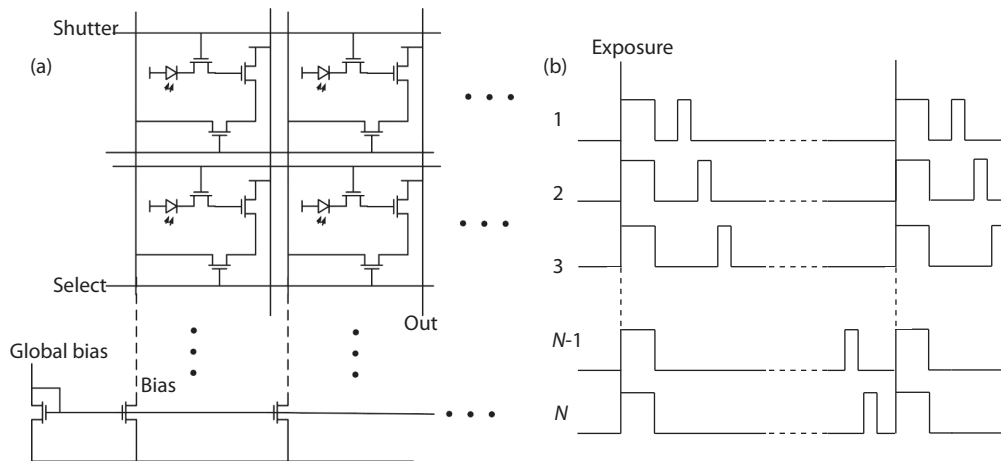 Shutter
(a)
Select
Out
Global bias
Bias
Exposure
(b)
1
2
3
N-1
N